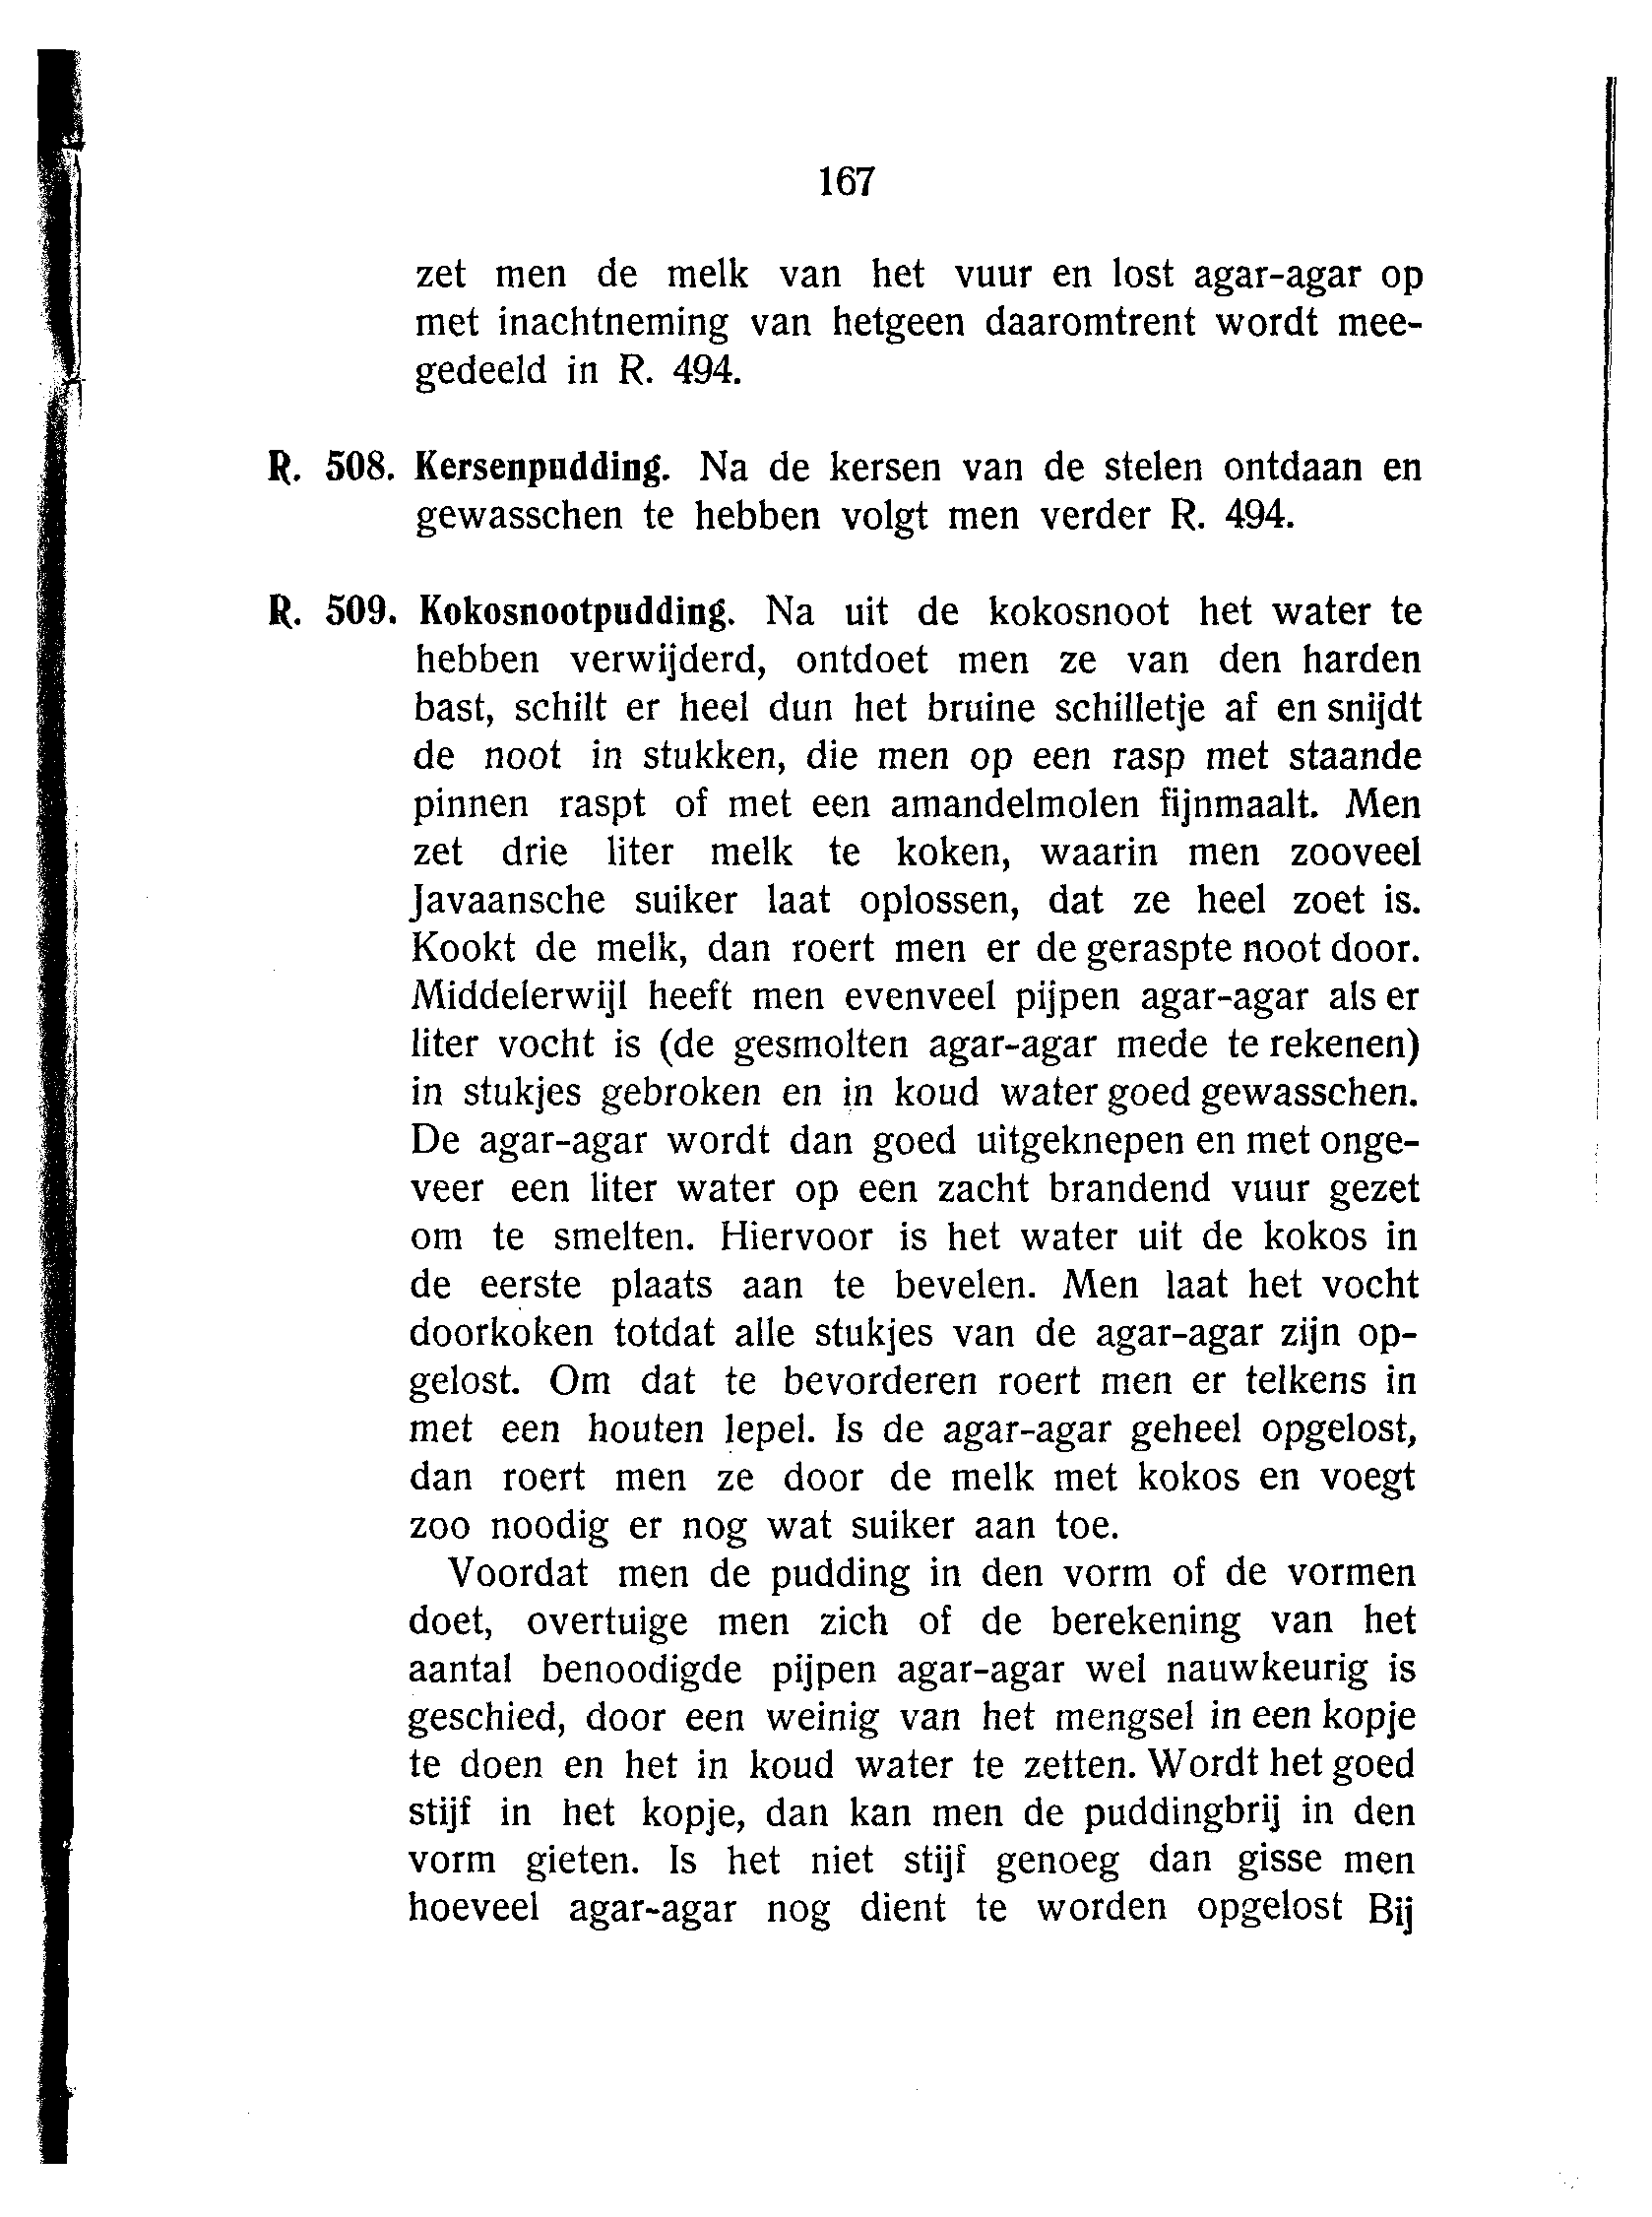 167
zet men de melk van het vuur en lost agar-agar op
met inachtneming van hetgeen daaromtrent wordt mee-
gedeeld in R. 494.
R. 508. Kersenpudding. Na de kersen van de stelen ontdaan en
gewasschen te hebben volgt men verder R. 494.
R. 509. Kokosnootpudding. Na uit de kokosnoot het water te
hebben verwijderd, ontdoet men ze van den harden
bast, schilt er heel dun het bruine schilletje af en snijdt
de noot in stukken, die men op een rasp met staande
pinnen raspt of met een amandelmolen fijnmaalt. Men
zet drie liter melk te koken, waarin men zooveel
Javaansche suiker laat oplossen, dat ze heel zoet is.
Kookt de melk, dan roert men er de geraspte noot door.
Middelerwijl heeft men evenveel pijpen agar-agar als er
liter vocht is (de gesmolten agar-agar mede te rekenen)
in stukjes gebroken en in koud water goed gewasschen.
De agar-agar wordt dan goed uitgeknepen en met onge-
veer een liter water op een zacht brandend vuur gezet
om te smelten. Hiervoor is het water uit de kokos in
de eerste plaats aan te bevelen. Men laat het vocht
doorkoken totdat alle stukjes van de agar-agar zijn op-
gelost. Om dat te bevorderen roert men er telkens in
met een houten lepel. Is de agar-agar geheel opgelost,
dan roert men ze door de melk met kokos en voegt
zoo noodig er nog wat suiker aan toe.
Voordat men de pudding in den vorm of de vormen
doet, overtuige men zich of de berekening van het
aantal benoodigde pijpen agar-agar wel nauwkeurig is
geschied, door een weinig van het mengsel in een kopje
te doen en het in koud water te zetten. Wordt het goed
stijf in het kopje, dan kan men de puddingbrij in den
vorm gieten. Is het niet stijf genoeg dan gisse men
hoeveel agar-agar nog dient te worden opgelost Bij